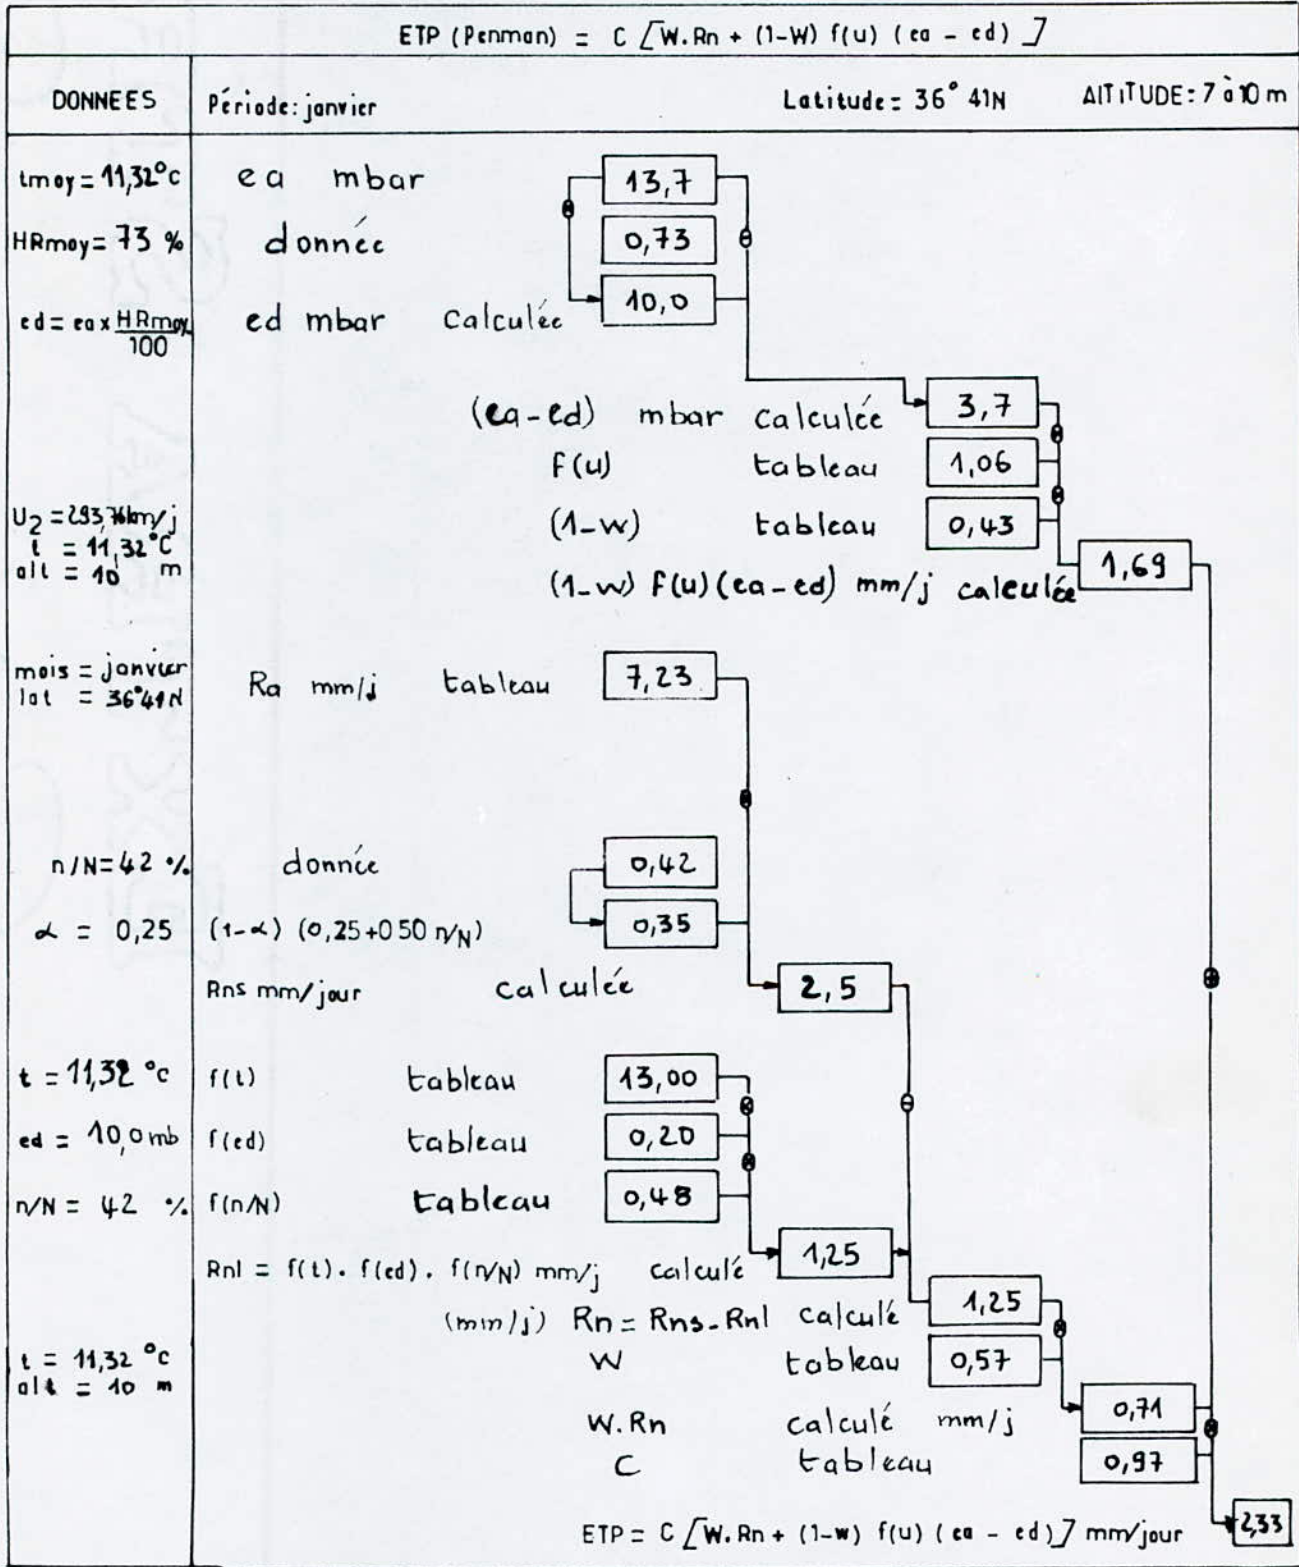 ETP (Penman) = C [W.Rn + (1-W) f(u) (ea - ed)]
DONNEES Période: janvier Latitude = 36° 41N AltiTUDE: 7 à 10 m
tmoy = 11,32°c ea mbar 13,7
HRmoy = 73 % donnée 0,73
ed = ea x HRmoy/100 ed mbar calculée 10,0
(ea-ed) mbar calculée 3,7
f(u) tableau 1,06
U2 = 293,76km/j (1-w) tableau 0,43
t = 11,32°C
alt = 10 m
(1-w) f(u)(ea-ed) mm/j calculée 1,69
mois = janvier
lat = 36°41N
Ra mm/j tableau 7,23
n/N = 42 % donnée 0,42
α = 0,25 (1-α) (0,25+0 50 n/N) 0,35
Rns mm/jour calculée 2,5
t = 11,32 °c f(t) tableau 13,00
ed = 10,0 mb f(ed) tableau 0,20
n/N = 42 % f(n/N) tableau 0,48
Rnl = f(t). f(ed). f(n/N) mm/j calculé 1,25
(mm/j) Rn = Rns-Rnl calculé 1,25
t = 11,32 °c W tableau 0,57
alt = 10 m
W.Rn calculé mm/j 0,71
C tableau 0,97
ETP = C [W.Rn + (1-w) f(u) (ea - ed)] mm/jour 2,33